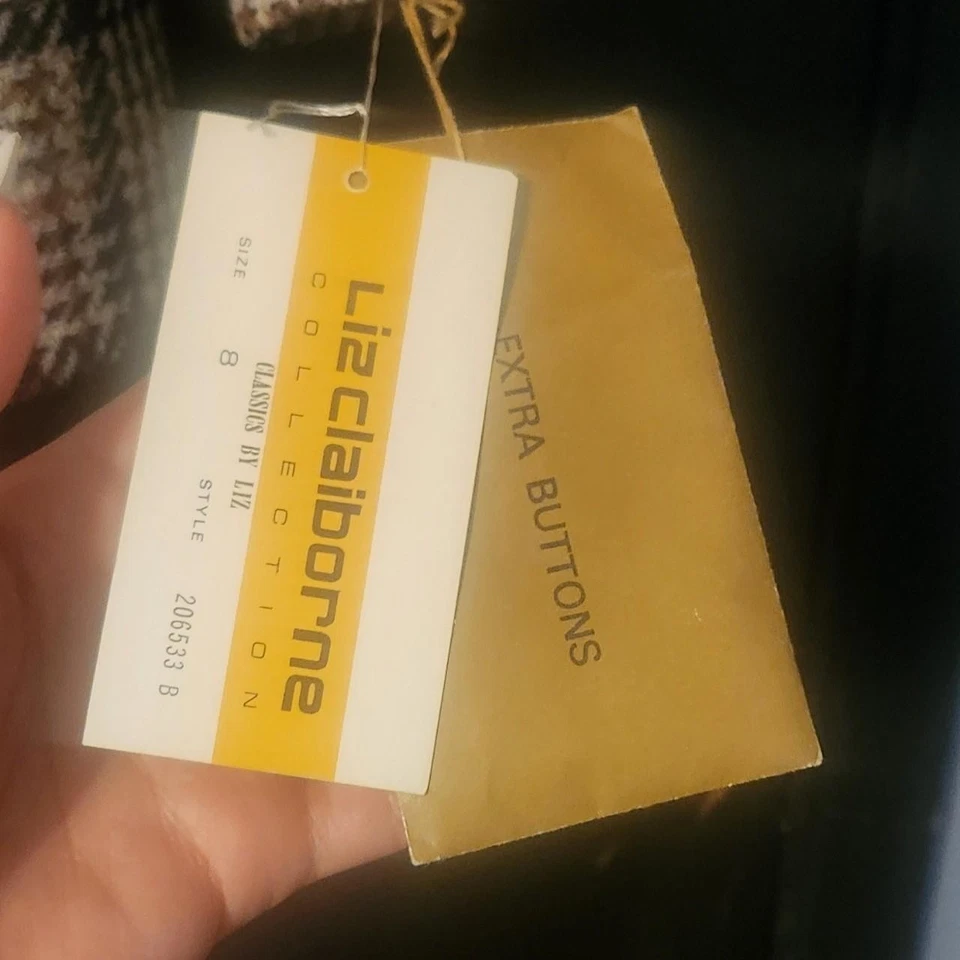 Liz claiborne
COLLECTION
CLASSICS BY LIZ
SIZE 8
STYLE 206533 B
EXTRA BUTTONS